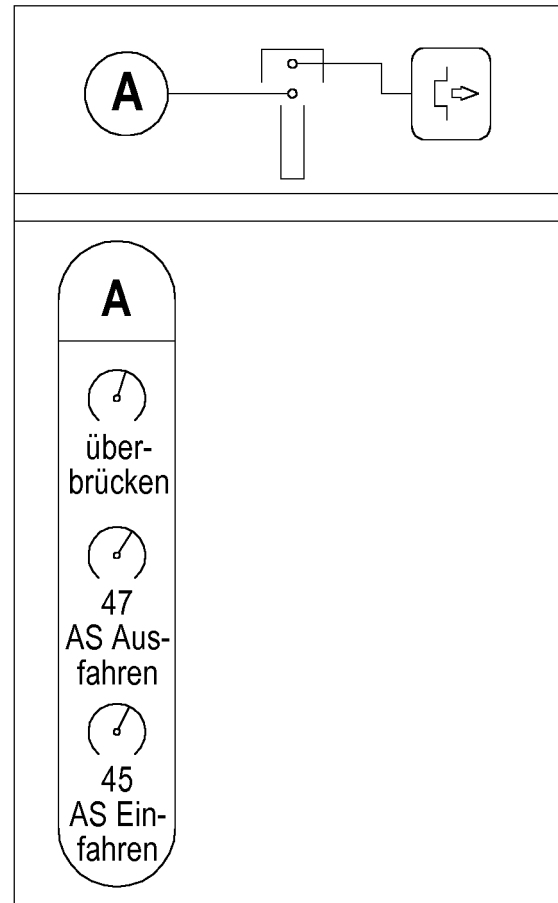 A
A
über-
brücken
47
AS Aus-
fahren
45
AS Ein-
fahren